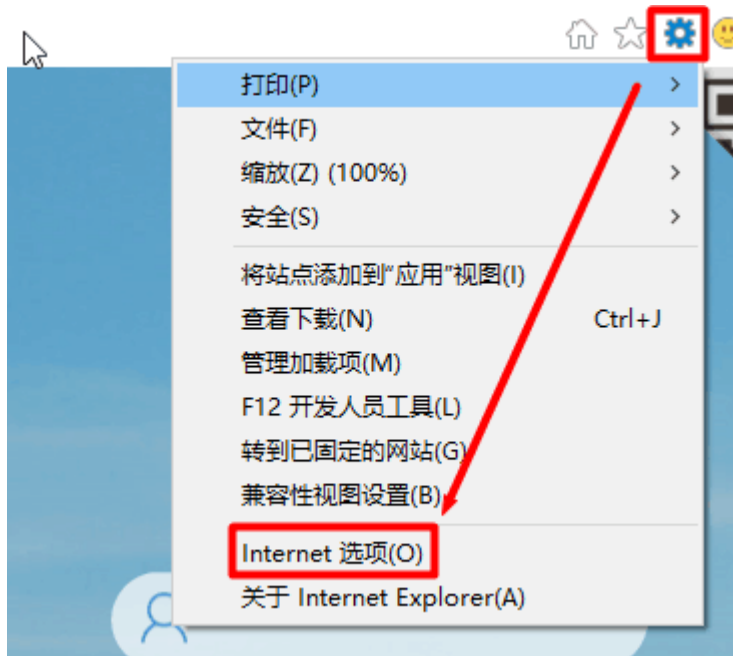 打印(P)
文件(F)
缩放(Z) (100%)
安全(S)
将站点添加到“应用”视图(I)
查看下载(N) Ctrl+J
管理加载项(M)
F12 开发人员工具(L)
转到已固定的网站(G)
兼容性视图设置(B)
Internet 选项(O)
关于 Internet Explorer(A)